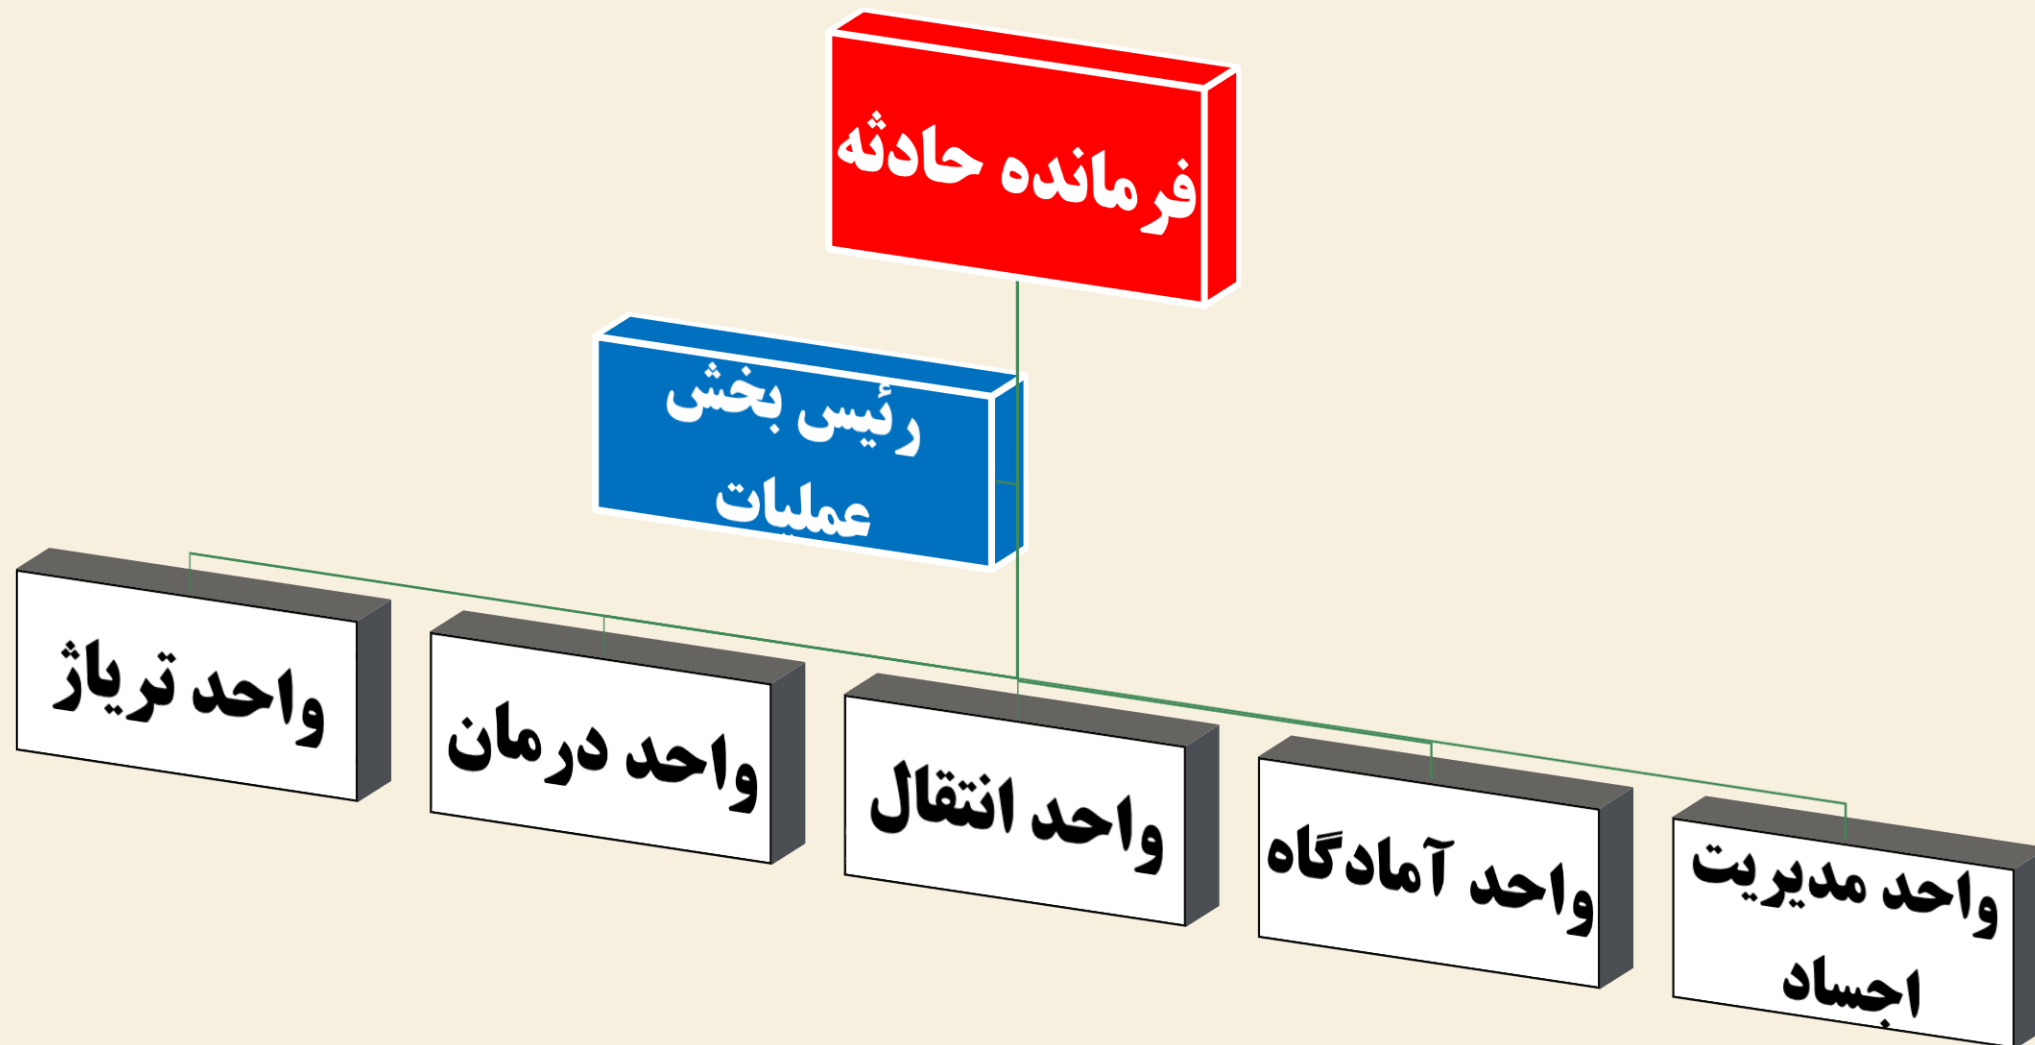 فرمانده حادثه
رئیس بخش
عملیات
واحد تریاژ
واحد درمان
واحد انتقال
واحد آمادگاه
واحد مدیریت
اجساد